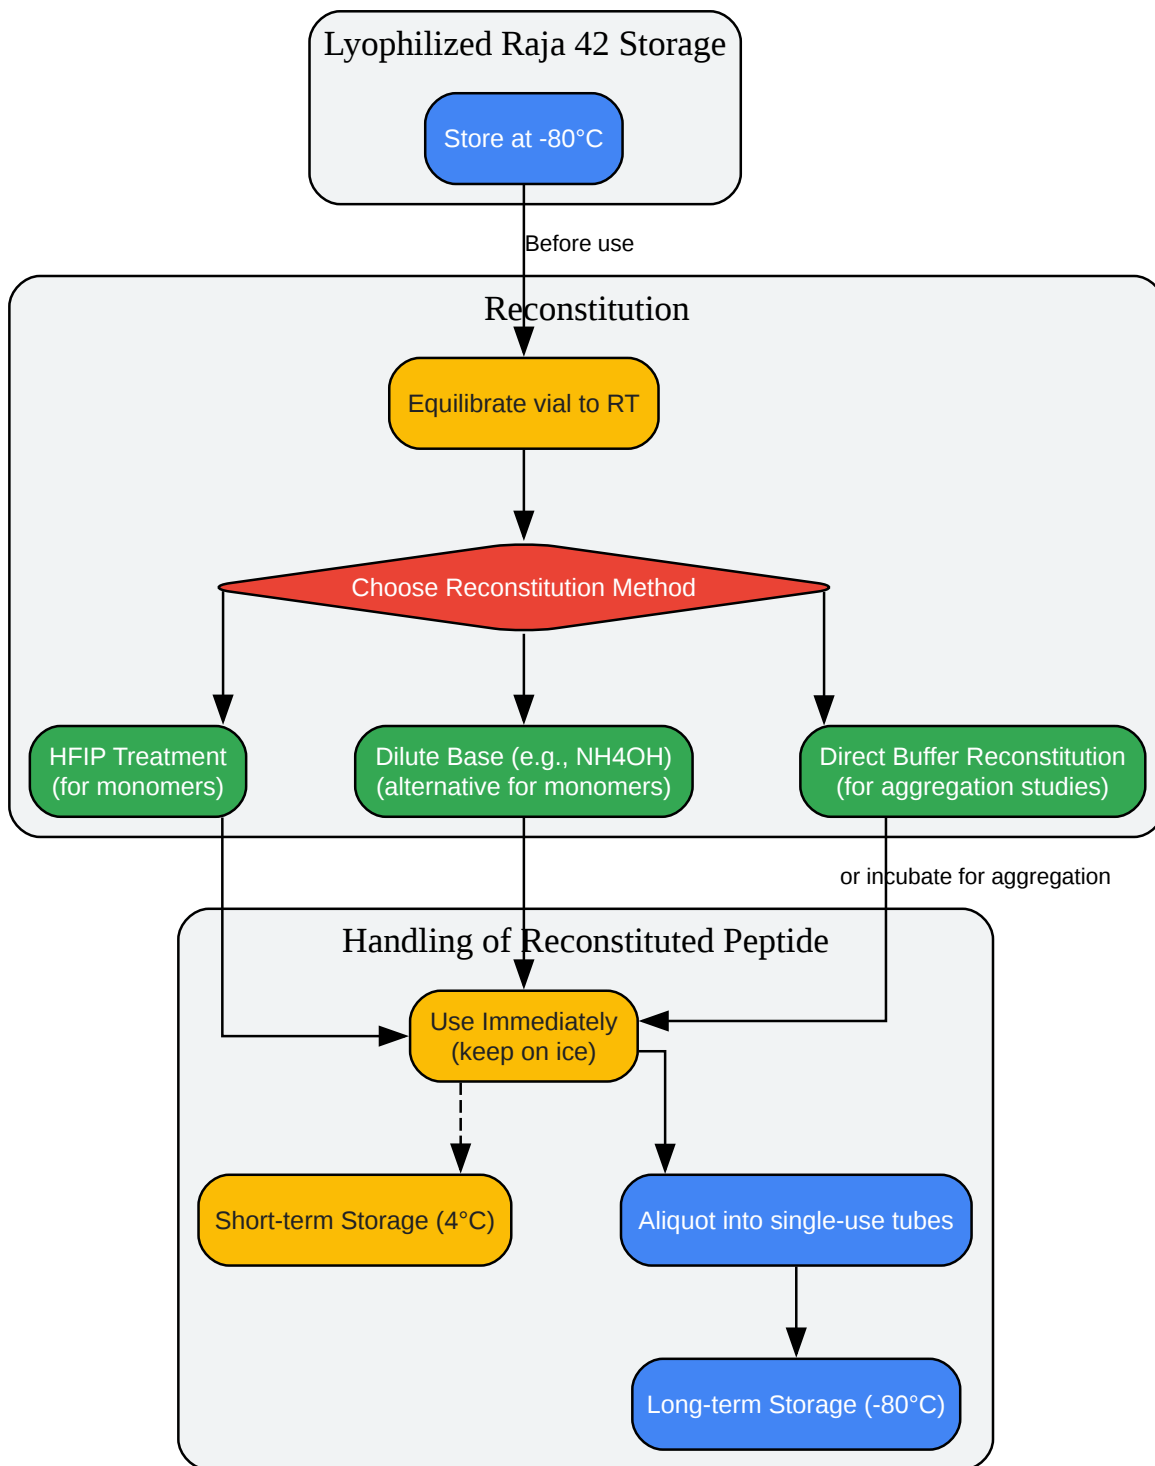 Lyophilized Raja 42 Storage
Store at -80°C
Before use
Reconstitution
Equilibrate vial to RT
Choose Reconstitution Method
HFIP Treatment
(for monomers)
Dilute Base (e.g., NH4OH)
(alternative for monomers)
Direct Buffer Reconstitution
(for aggregation studies)
or incubate for aggregation
Handling of Reconstituted Peptide
Use Immediately
(keep on ice)
Short-term Storage (4°C)
Aliquot into single-use tubes
Long-term Storage (-80°C)